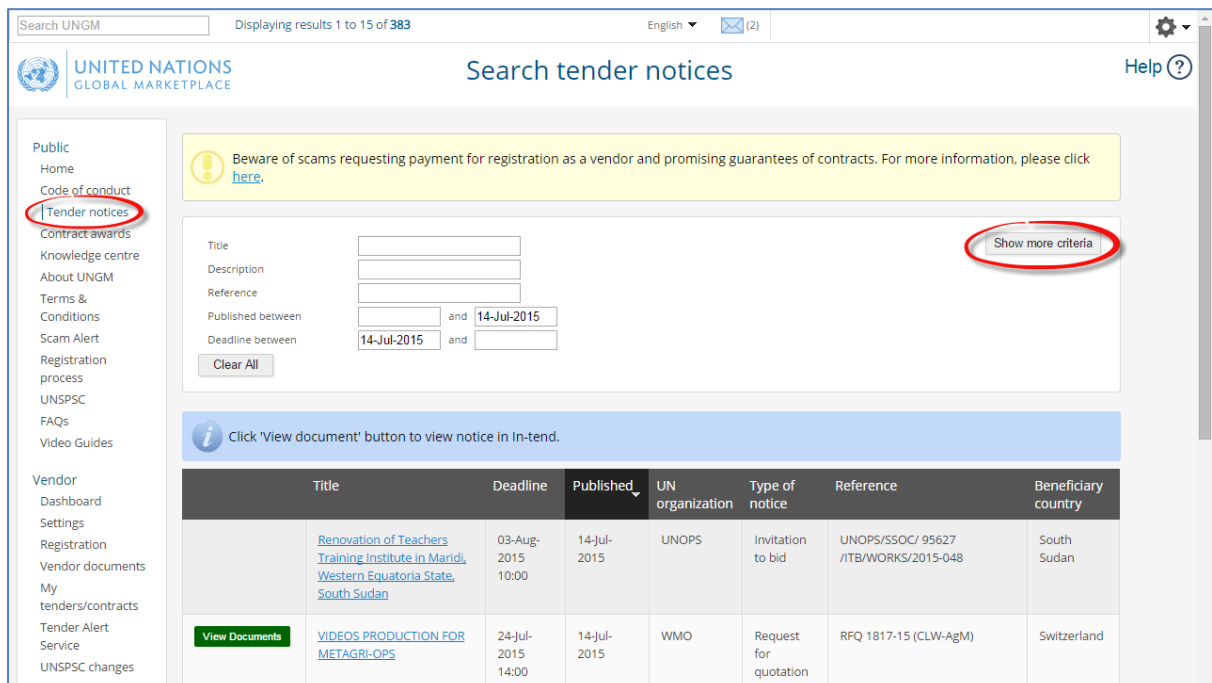 Search UNGM
Displaying results 1 to 15 of 383
English
(2)
UNITED NATIONS
GLOBAL MARKETPLACE
Search tender notices
Help ?
Public
Home
Code of conduct
Tender notices
Contract awards
Knowledge centre
About UNGM
Terms &
Conditions
Scam Alert
Registration
process
UNSPSC
FAQs
Video Guides
Vendor
Dashboard
Settings
Registration
Vendor documents
My
tenders/contracts
Tender Alert
Service
UNSPSC changes
Beware of scams requesting payment for registration as a vendor and promising guarantees of contracts. For more information, please click
here.
Show more criteria
Title
Description
Reference
Published between and 14-Jul-2015
Deadline between 14-Jul-2015 and
Clear All
Click 'View document' button to view notice in In-tend.
Title
Deadline
Published
UN
organization
Type of
notice
Reference
Beneficiary
country
Renovation of Teachers
Training Institute in Maridi,
Western Equatoria State,
South Sudan
03-Aug-
2015
10:00
14-Jul-
2015
UNOPS
Invitation
to bid
UNOPS/SSOC/ 95627
/ITB/WORKS/2015-048
South
Sudan
View Documents
VIDEOS PRODUCTION FOR
METAGRI-OPS
24-Jul-
2015
14:00
14-Jul-
2015
WMO
Request
for
quotation
RFQ 1817-15 (CLW-AgM)
Switzerland